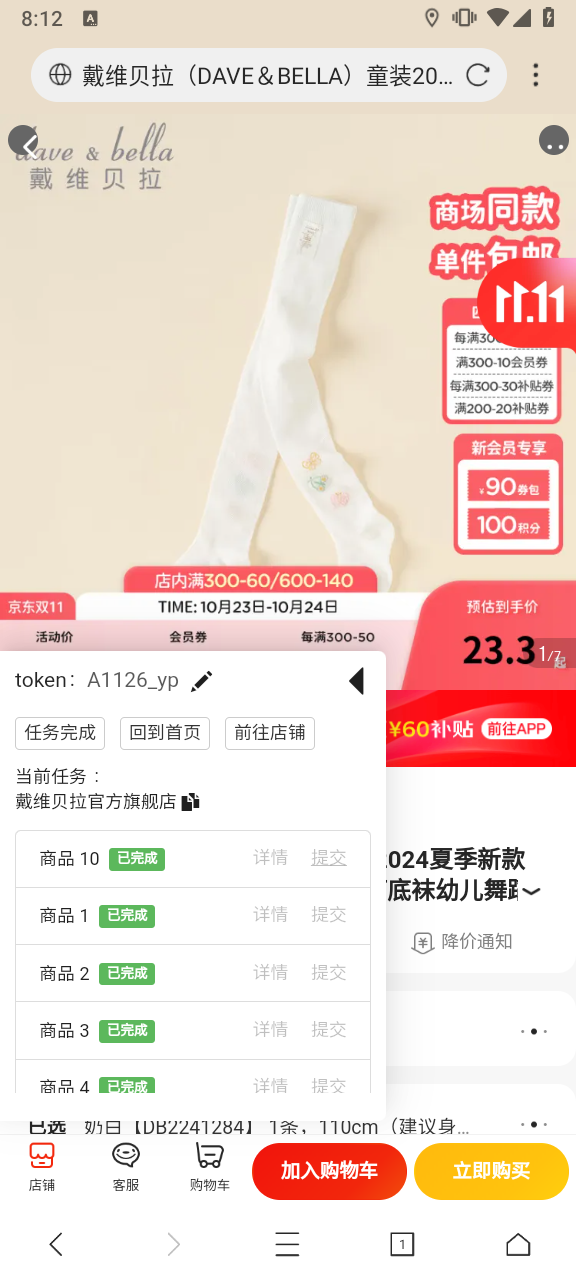 8:12
A
戴维贝拉（DAVE＆BELLA）童装20...
dave & bella
戴维贝拉
商场同款
单件包邮
11.11
每满30
满300-10会员券
每满300-30补贴券
满200-20补贴券
新会员专享
¥90券包
100积分
店内满300-60/600-140
京东双11
TIME: 10月23日-10月24日
预估到手价
活动价
会员券
每满300-50
23.3
1/7
起
token： A1126_yp
¥60补贴
前往APP
任务完成
回到首页
前往店铺
当前任务：
戴维贝拉官方旗舰店
商品 10 已完成 详情 提交
2024夏季新款
底袜幼儿舞蹈
商品 1 已完成 详情 提交
降价通知
商品 2 已完成 详情 提交
商品 3 已完成 详情 提交
商品 4 已完成 详情 提交
已选 奶白【DB2241284】 1条，110cm（建议身...
店铺
客服
购物车
加入购物车
立即购买
1